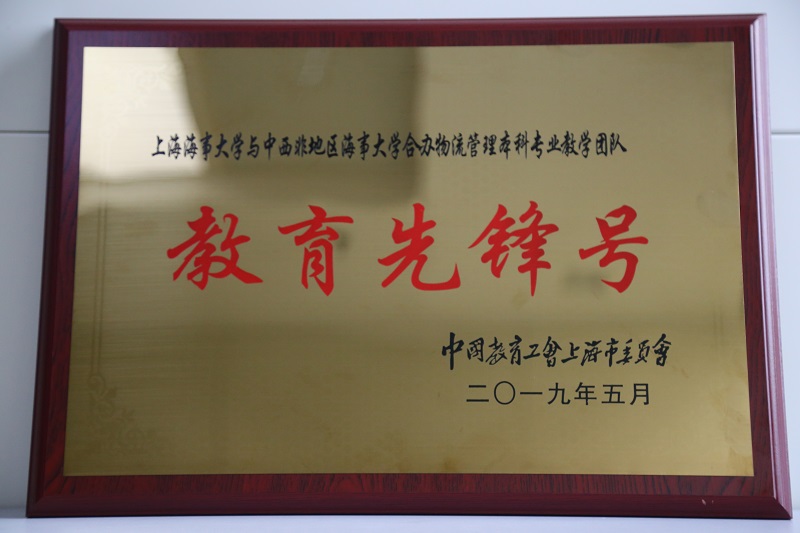 上海海事大学与中西非地区海事大学合办物流管理本科专业教学团队
教育先锋号
中国教育工會上海市委员會
二〇一九年五月